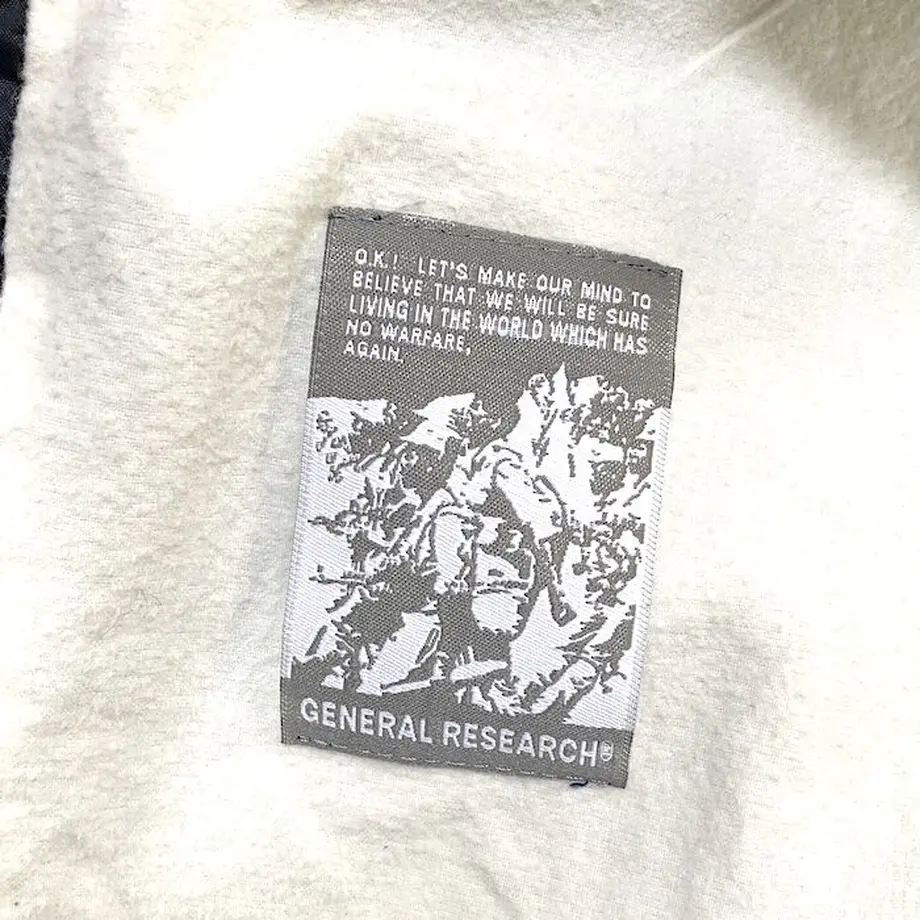 O.K.! LET'S MAKE OUR MIND TO
BELIEVE THAT WE WILL BE SURE
LIVING IN THE WORLD WHICH HAS
NO WARFARE,
AGAIN.
GENERAL RESEARCH